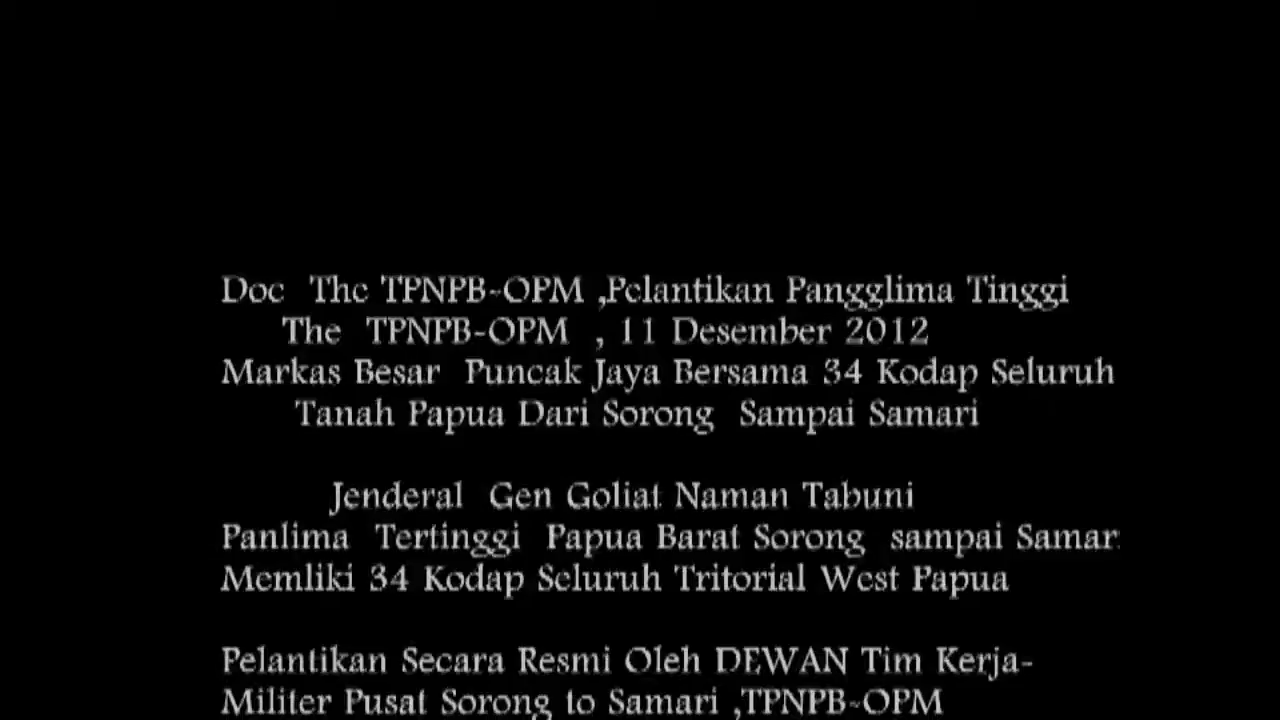 Doc The TPNPB-OPM ,Pelantikan Pangglima Tinggi
The TPNPB-OPM , 11 Desember 2012
Markas Besar Puncak Jaya Bersama 34 Kodap Seluruh
Tanah Papua Dari Sorong Sampai Samari
Jenderal Gen Goliat Naman Tabuni
Panlima Tertinggi Papua Barat Sorong sampai Samar
Memliki 34 Kodap Seluruh Tritorial West Papua
Pelantikan Secara Resmi Oleh DEWAN Tim Kerja-
Militer Pusat Sorong to Samari ,TPNPB-OPM